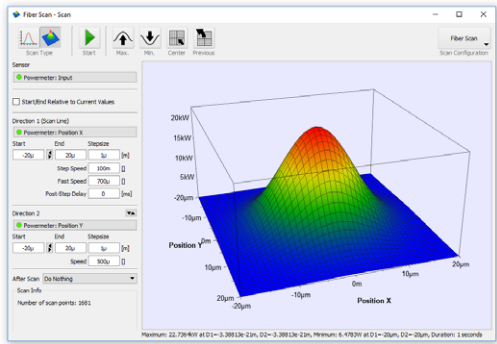 Fiber Scan - Scan
Scan Type
Start
Max.
Min.
Center
Previous
Fiber Scan
Scan Configuration
Sensor
Powermeter: Input
Start/End Relative to Current Values
Direction 1 (Scan Line)
Powermeter: Position X
Start End Stepsize
-20µ 20µ 1µ [m]
Step Speed 100m []
Fast Speed 700µ []
Post-Step Delay 0 [ms]
Direction 2
Powermeter: Position Y
Start End Stepsize
-20µ 20µ 1µ [m]
Speed 500µ []
After Scan Do Nothing
Scan Info
Number of scan points: 1681
20kW
15kW
10kW
5kW
-20µm
-10µm
Position Y 0m
10µm
20µm
-20µm
-10µm
0m
10µm
20µm
Position X
Maximum: 22.7364kW at D1=-3.38813e-21m, D2=-3.38813e-21m, Minimum: 6.4783W at D1=-20µm, D2=-20µm, Duration: 1 seconds